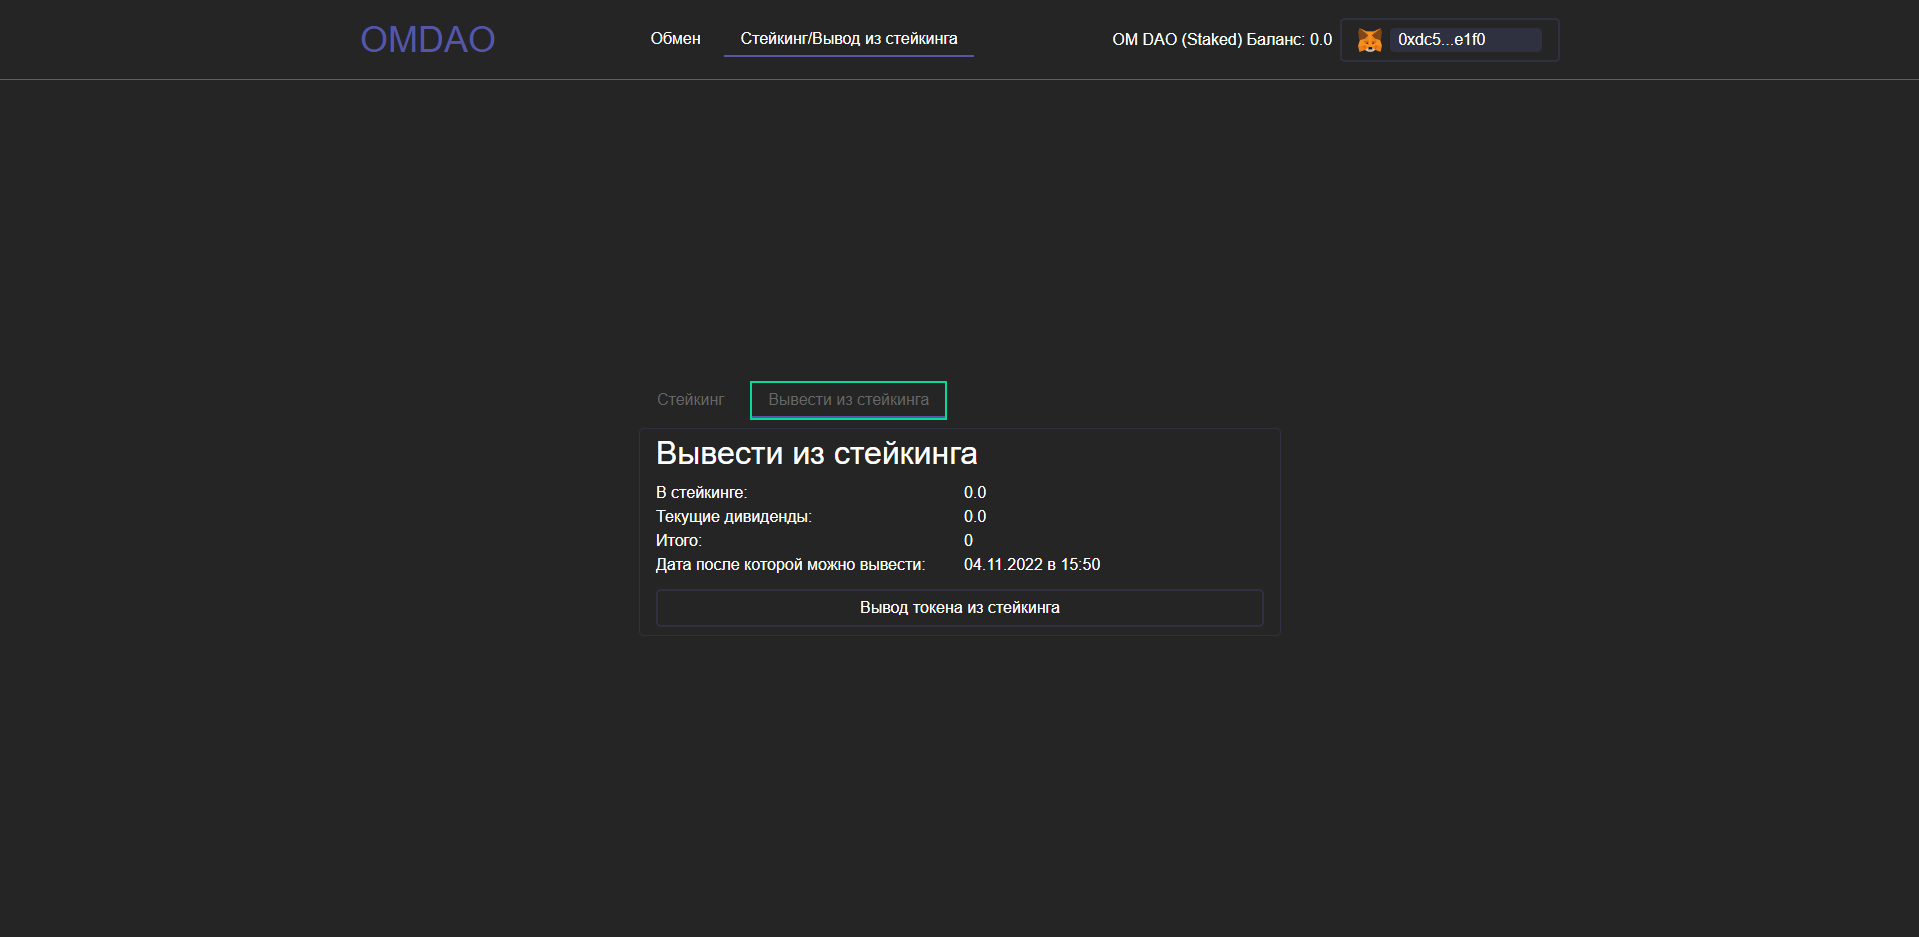 OMDAO
Обмен
Стейкинг/Вывод из стейкинга
OM DAO (Staked) Баланс: 0.0
0xdc5...e1f0
Стейкинг
Вывести из стейкинга
Вывести из стейкинга
В стейкинге: 0.0
Текущие дивиденды: 0.0
Итого: 0
Дата после которой можно вывести: 04.11.2022 в 15:50
Вывод токена из стейкинга